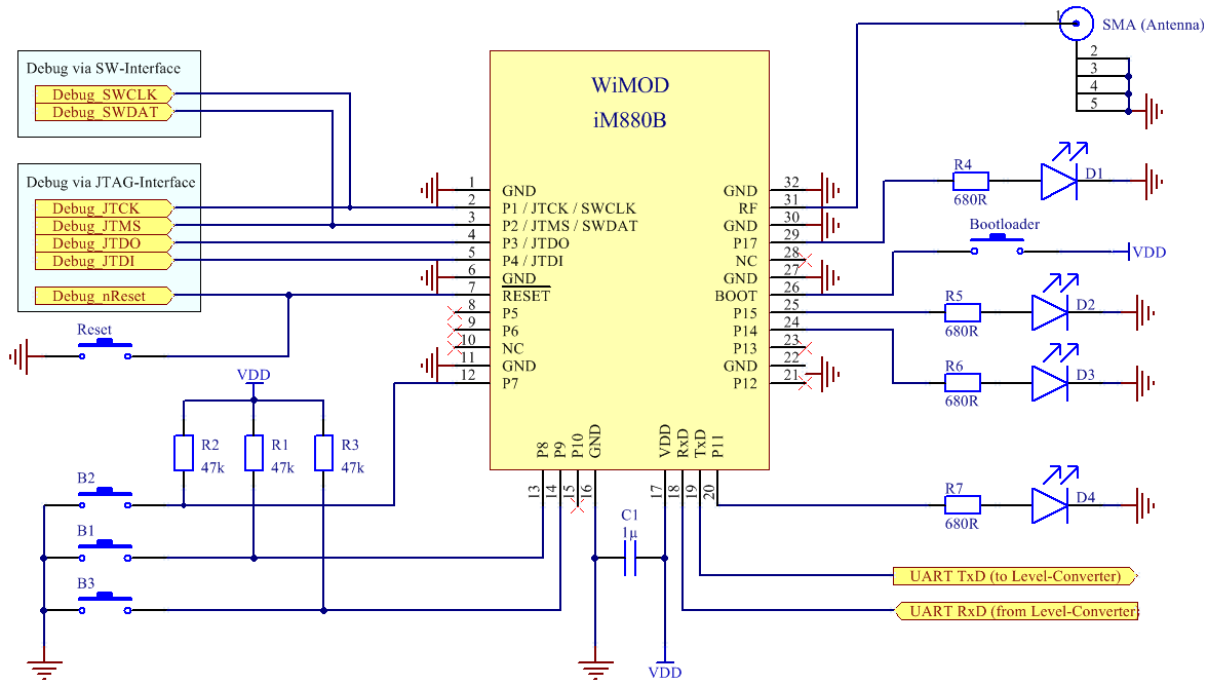 1
SMA (Antenna)
2
3
4
5
Debug via SW-Interface
Debug_SWCLK
Debug_SWDAT
WiMOD
iM880B
Debug via JTAG-Interface
Debug_JTCK
Debug_JTMS
Debug_JTDO
Debug_JTDI
Debug_nReset
Reset
1 GND
2 P1 / JTCK / SWCLK
3 P2 / JTMS / SWDAT
4 P3 / JTDO
5 P4 / JTDI
6 GND
7 RESET
8 P5
9 P6
10 NC
11 GND
12 P7
GND 32
RF 31
GND 30
P17 29
NC 28
GND 27
BOOT 26
P15 25
P14 24
P13 23
GND 22
P12 21
R4
680R
D1
Bootloader
VDD
R5
680R
D2
R6
680R
D3
VDD
R2
47k
R1
47k
R3
47k
P8
P9
P10
GND
VDD
RxD
TxD
P11
13
14
15
16
17
18
19
20
B2
B1
B3
C1
1µ
R7
680R
D4
UART TxD (to Level-Converter)
UART RxD (from Level-Converter
VDD